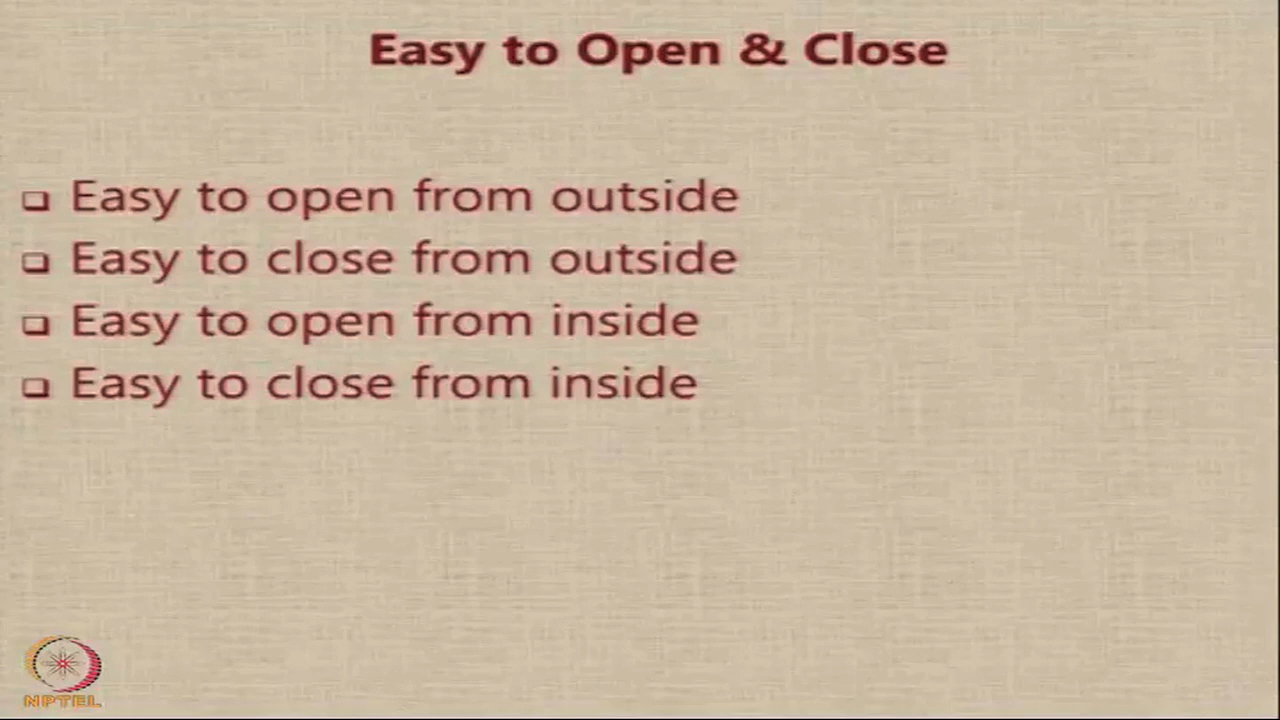 Easy to Open & Close
Easy to open from outside
Easy to close from outside
Easy to open from inside
Easy to close from inside
NPTEL